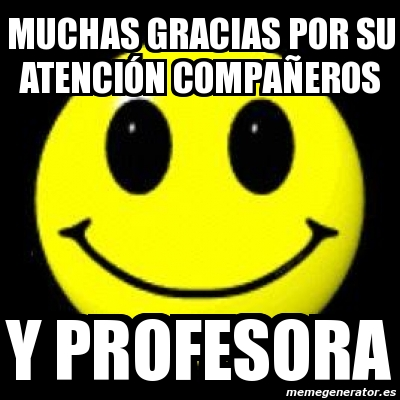 MUCHAS GRACIAS POR SU
ATENCIÓN COMPAÑEROS
Y PROFESORA
memegenerator.es